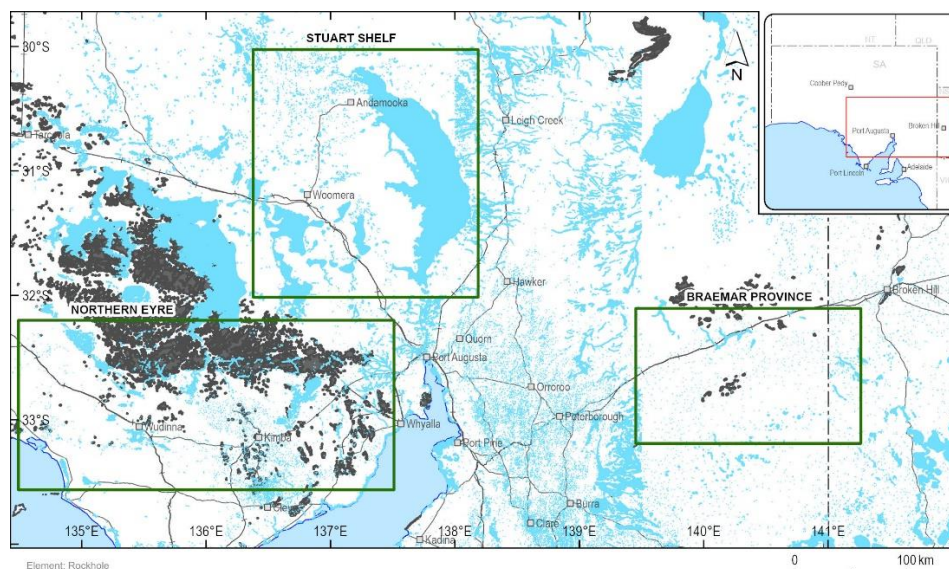 30°S
STUART SHELF
N
NT
QLD
SA
Coober Pedy
Port Augusta
Broken Hill
Port Lincoln
Adelaide
Andamooka
Leigh Creek
Tarcoola
31°S
Woomera
32°S
Hawker
BRAEMAR PROVINCE
Broken Hill
NORTHERN EYRE
Quorn
Port Augusta
Orroroo
33°S
Wudinna
Kimba
Whyalla
Peterborough
Port Pirie
Cleve
Burra
Clare
135°E
136°E
137°E
138°E
139°E
140°E
141°E
Kadina
Element: Rockhole
0
100 km